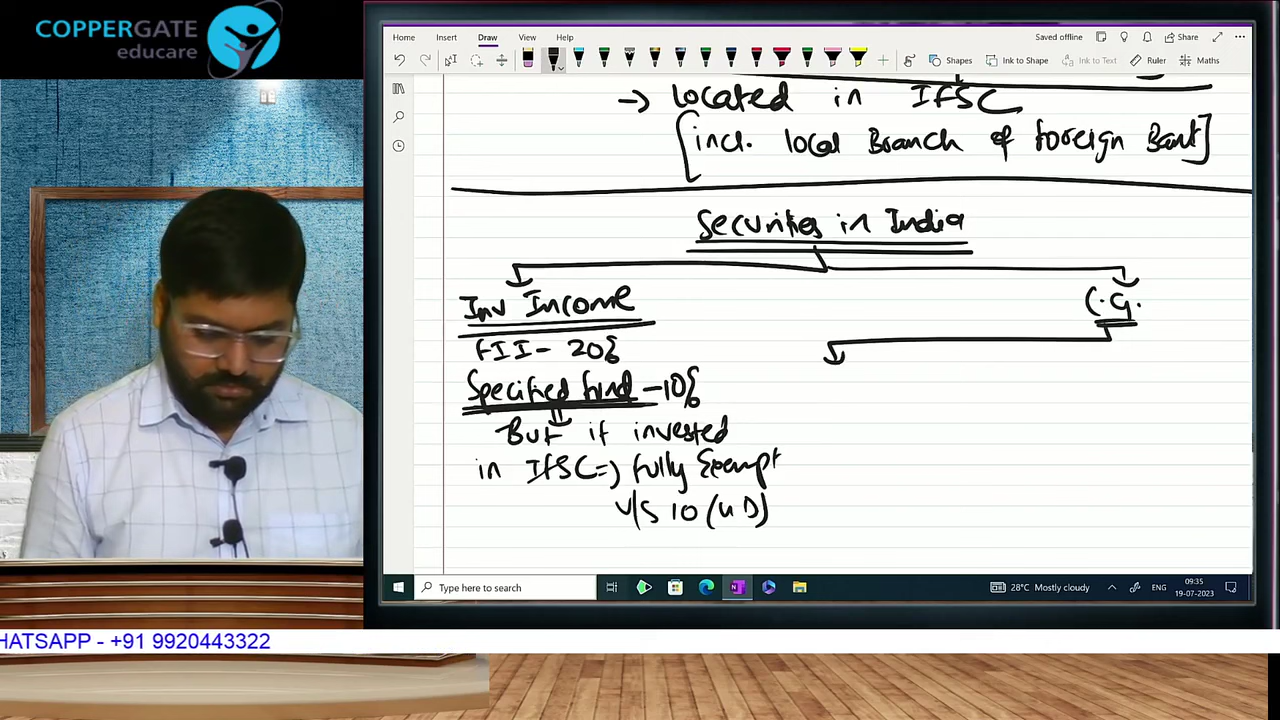 COPPERGATE
educare
Home Insert Draw View Help
Saved offline
Share
Shapes
Ink to Shape
Ink to Text
Ruler
Maths
→ located in IFSC
[incl. local Branch of foreign Bank]
Securities in India
Inv Income
C.G.
FII - 20%
Specified fund - 10%
But if invested
in IFSC => fully Exempt
u/s 10 (4D)
Type here to search
28°C Mostly cloudy
ENG
09:35
19-07-2023
HATSAPP - +91 9920443322